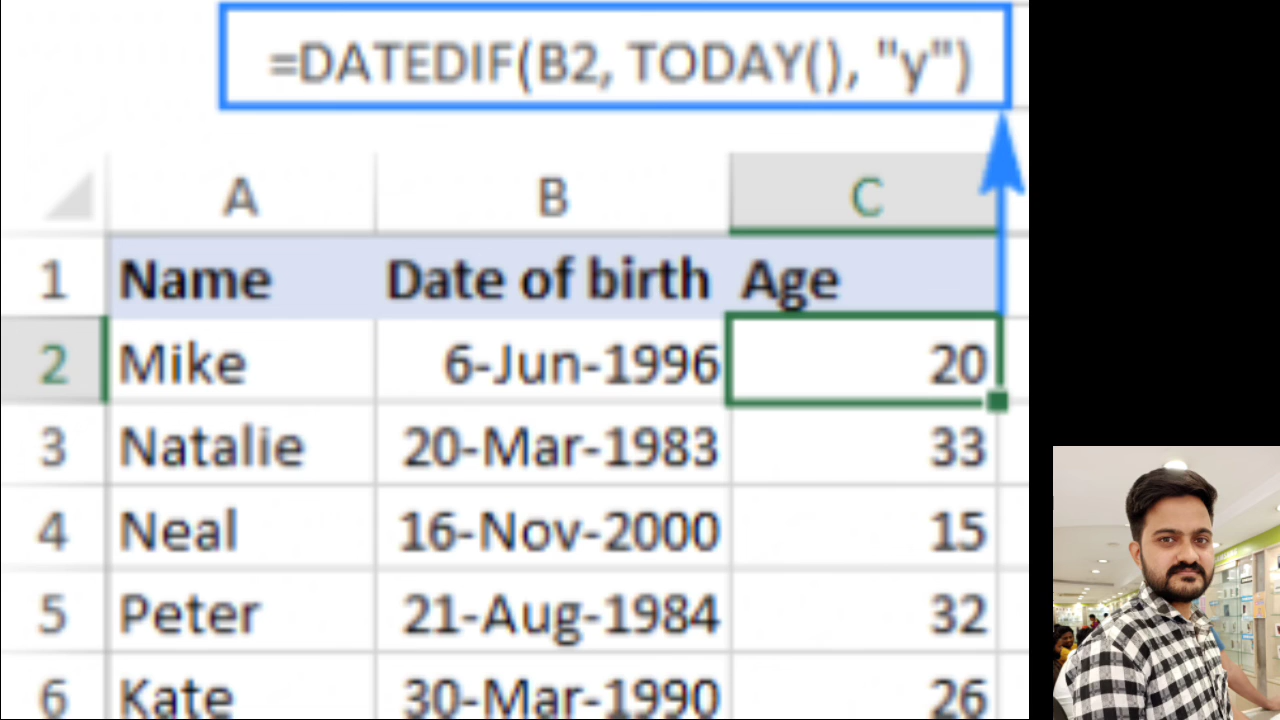 =DATEDIF(B2, TODAY(), "y")
A B C
1 Name Date of birth Age
2 Mike 6-Jun-1996 20
3 Natalie 20-Mar-1983 33
4 Neal 16-Nov-2000 15
5 Peter 21-Aug-1984 32
6 Kate 30-Mar-1990 26